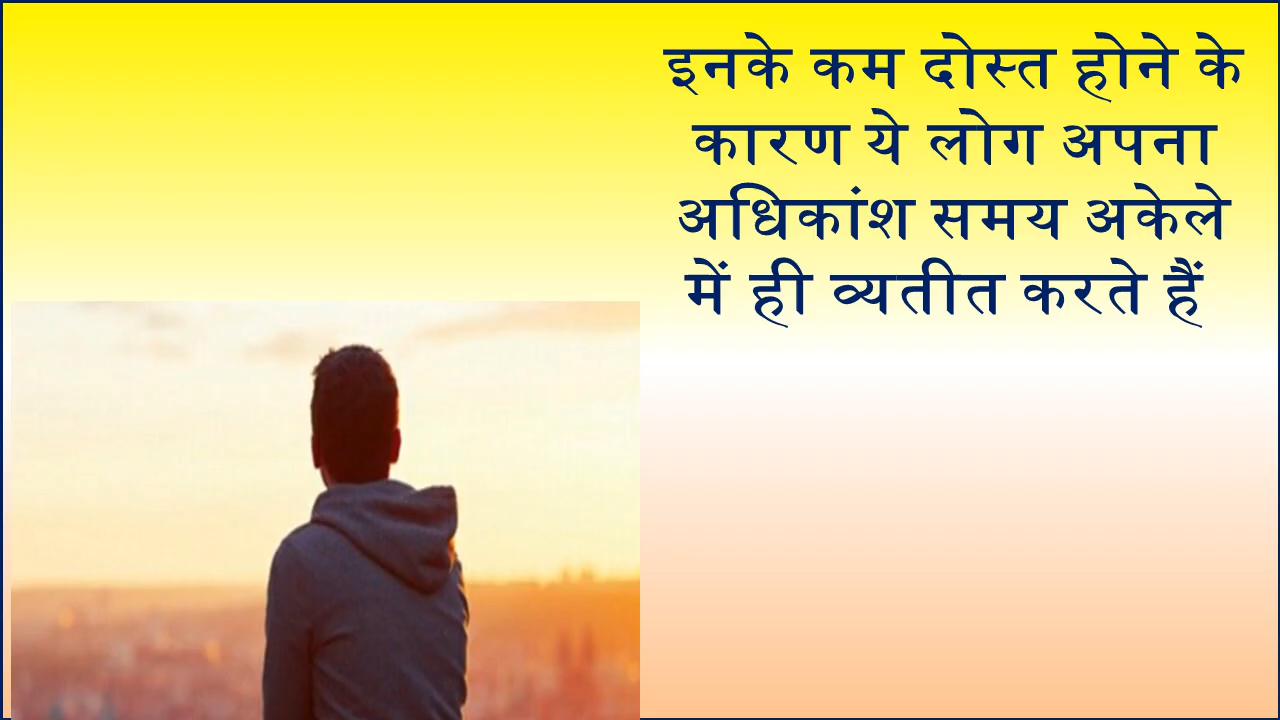 इनके कम दोस्त होने के
कारण ये लोग अपना
अधिकांश समय अकेले
में ही व्यतीत करते हैं